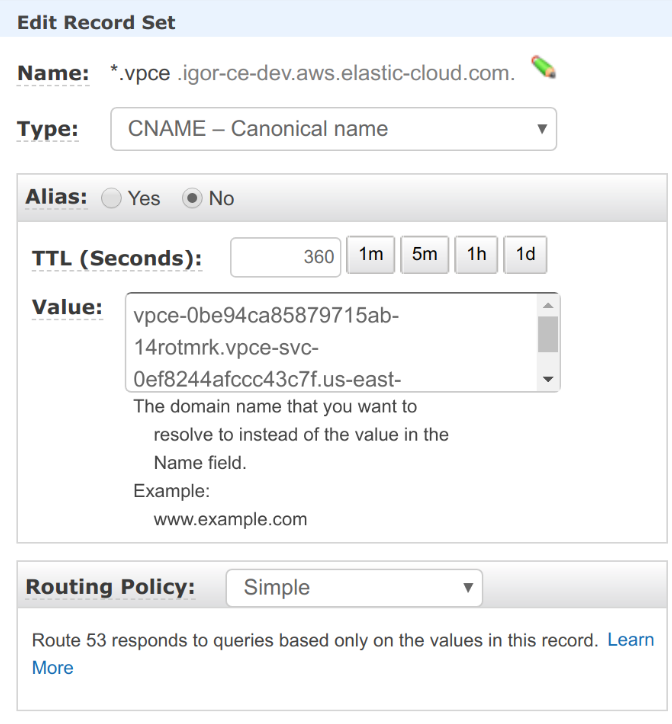 Edit Record Set
Name: *.vpce .igor-ce-dev.aws.elastic-cloud.com.
Type: CNAME – Canonical name
Alias: Yes No
TTL (Seconds): 360 1m 5m 1h 1d
Value: vpce-0be94ca85879715ab-
14rotmrk.vpce-svc-
0ef8244afccc43c7f.us-east-
The domain name that you want to
resolve to instead of the value in the
Name field.
Example:
www.example.com
Routing Policy: Simple
Route 53 responds to queries based only on the values in this record. Learn
More